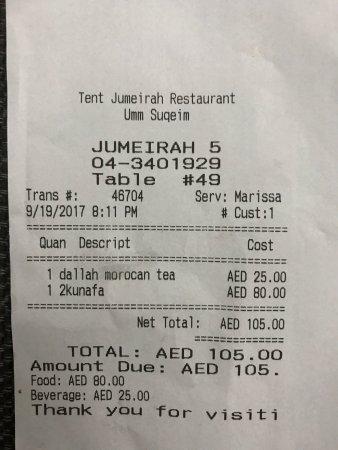 Tent Jumeirah Restaurant
Umm Suqeim
JUMEIRAH 5
04-3401929
Table #49
Trans #: 46704 Serv: Marissa
9/19/2017 8:11 PM # Cust:1
Quan Descript Cost
1 dallah morocan tea AED 25.00
1 2kunafa AED 80.00
Net Total: AED 105.00
TOTAL: AED 105.00
Amount Due: AED 105.
Food: AED 80.00
Beverage: AED 25.00
Thank you for visiti